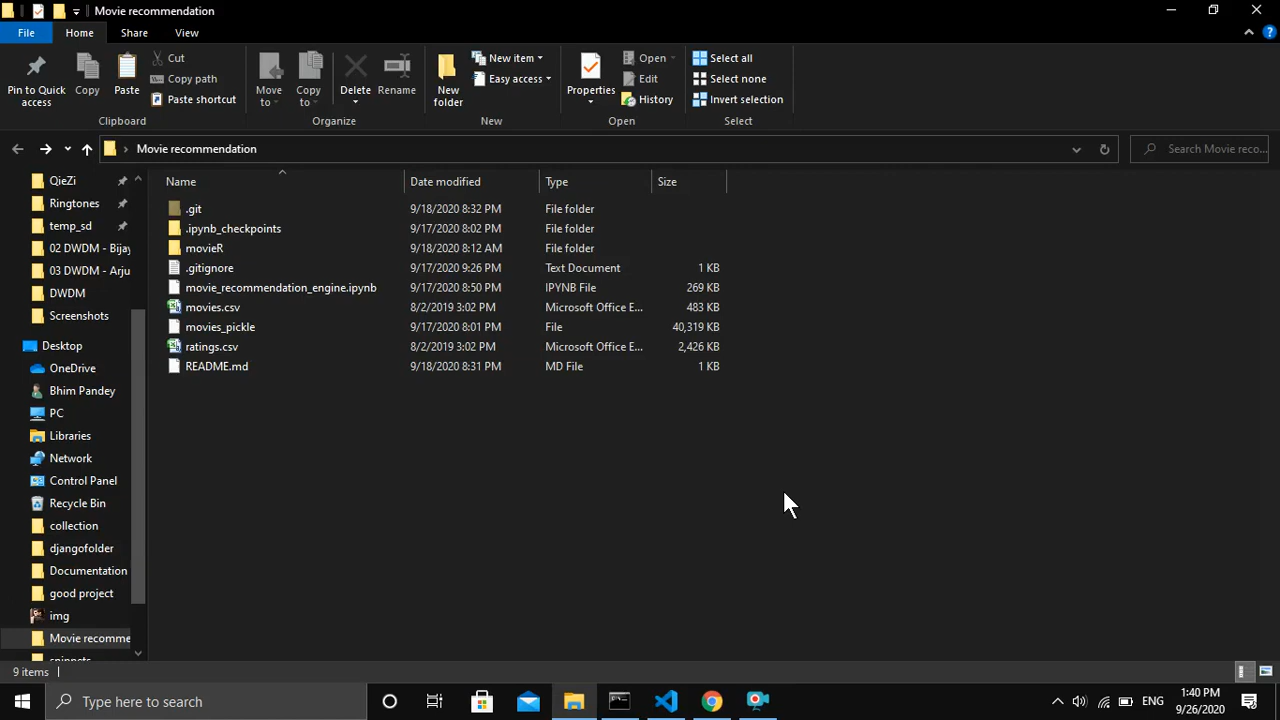 Movie recommendation
File Home Share View
Pin to Quick access
Copy
Paste
Cut
Copy path
Paste shortcut
Clipboard
Move to
Copy to
Delete
Rename
Organize
New folder
New item
Easy access
New
Properties
Open
Edit
History
Open
Select all
Select none
Invert selection
Select
Movie recommendation
Search Movie reco...
QieZi
Ringtones
temp_sd
02 DWDM - Bijay
03 DWDM - Arju
DWDM
Screenshots
Desktop
OneDrive
Bhim Pandey
PC
Libraries
Network
Control Panel
Recycle Bin
collection
djangofolder
Documentation
good project
img
Movie recomme
snippets
Name Date modified Type Size
.git 9/18/2020 8:32 PM File folder
.ipynb_checkpoints 9/17/2020 8:02 PM File folder
movieR 9/18/2020 8:12 AM File folder
.gitignore 9/17/2020 9:26 PM Text Document 1 KB
movie_recommendation_engine.ipynb 9/17/2020 8:50 PM IPYNB File 269 KB
movies.csv 8/2/2019 3:02 PM Microsoft Office E... 483 KB
movies_pickle 9/17/2020 8:01 PM File 40,319 KB
ratings.csv 8/2/2019 3:02 PM Microsoft Office E... 2,426 KB
README.md 9/18/2020 8:31 PM MD File 1 KB
9 items
Type here to search
ENG
1:40 PM
9/26/2020